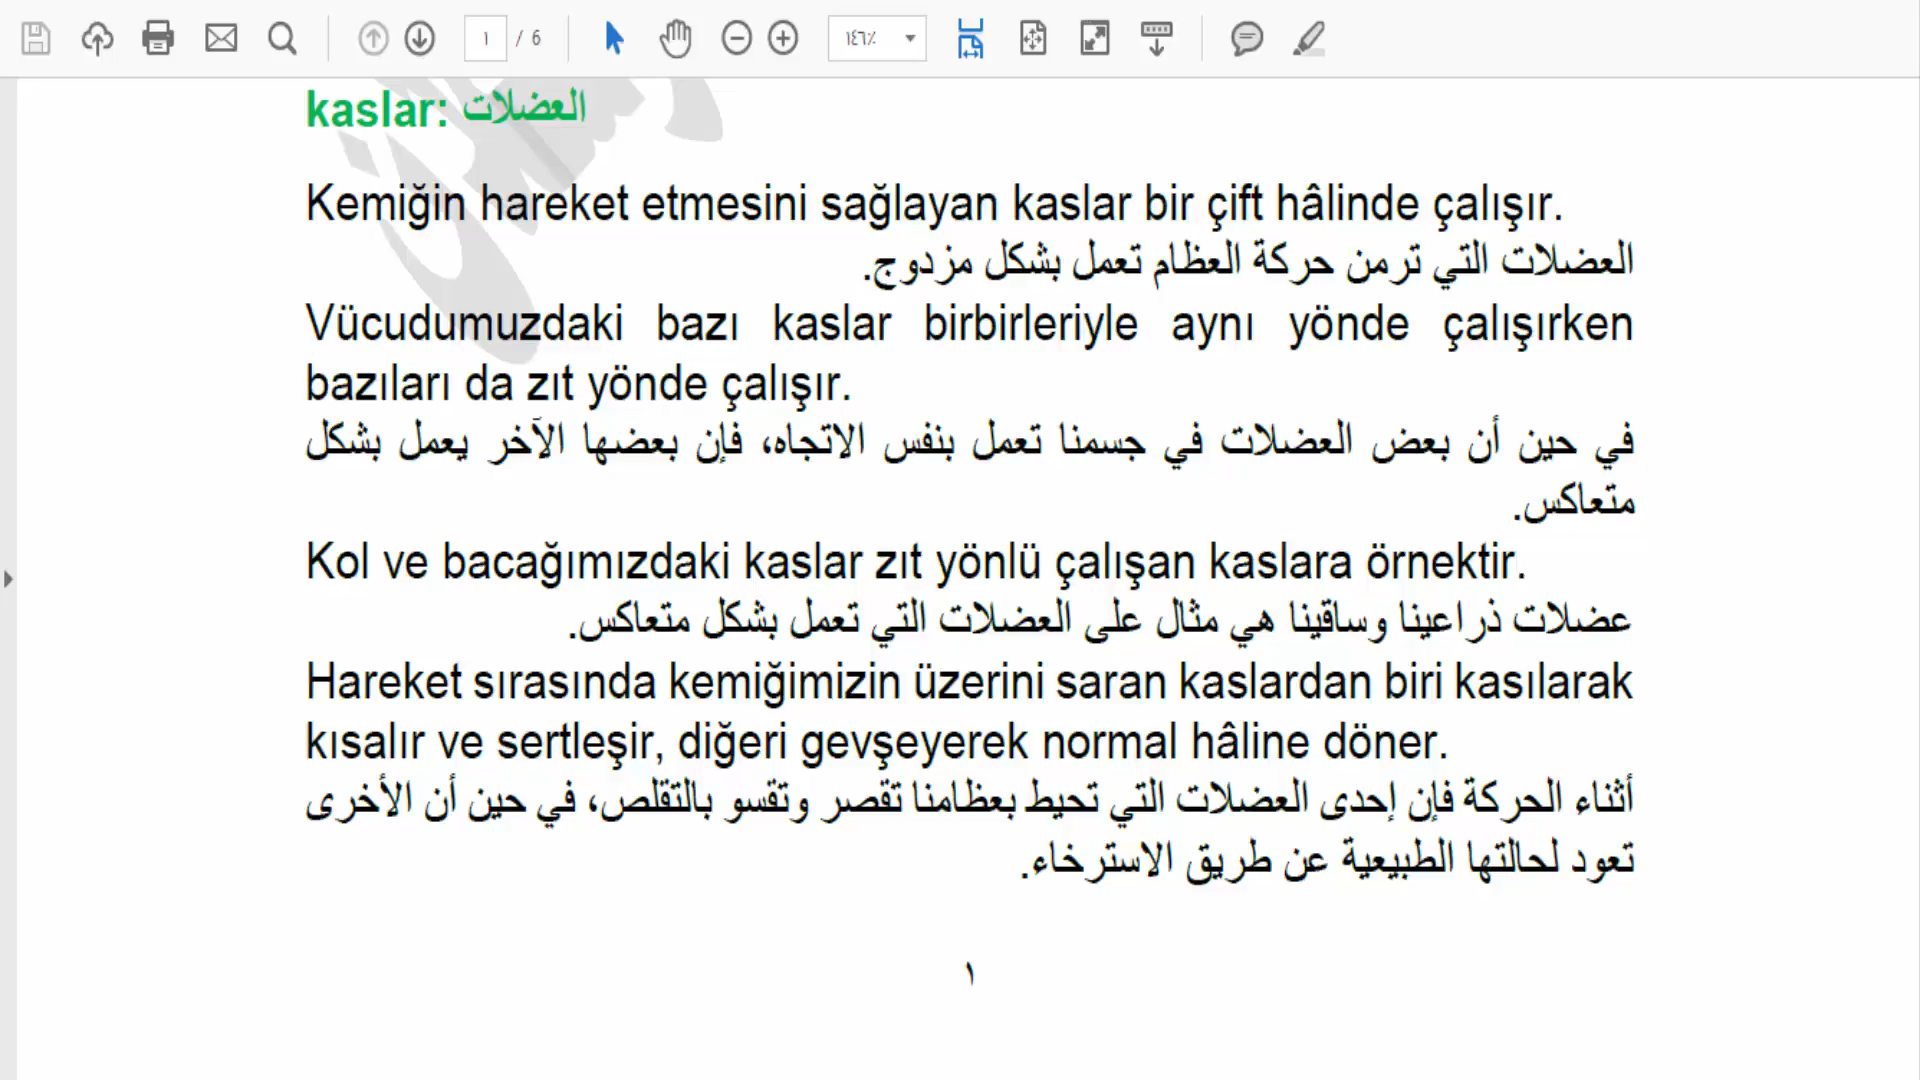 ١ / 6
١٤٦٪
kaslar: العضلات
Kemiğin hareket etmesini sağlayan kaslar bir çift hâlinde çalışır.
العضلات التي ترمن حركة العظام تعمل بشكل مزدوج.
Vücudumuzdaki bazı kaslar birbirleriyle aynı yönde çalışırken
bazıları da zıt yönde çalışır.
في حين أن بعض العضلات في جسمنا تعمل بنفس الاتجاه، فإن بعضها الآخر يعمل بشكل
متعاكس.
Kol ve bacağımızdaki kaslar zıt yönlü çalışan kaslara örnektir.
عضلات ذراعينا وساقينا هي مثال على العضلات التي تعمل بشكل متعاكس.
Hareket sırasında kemiğimizin üzerini saran kaslardan biri kasılarak
kısalır ve sertleşir, diğeri gevşeyerek normal hâline döner.
أثناء الحركة فإن إحدى العضلات التي تحيط بعظامنا تقصر وتقسو بالتقلص، في حين أن الأخرى
تعود لحالتها الطبيعية عن طريق الاسترخاء.
١